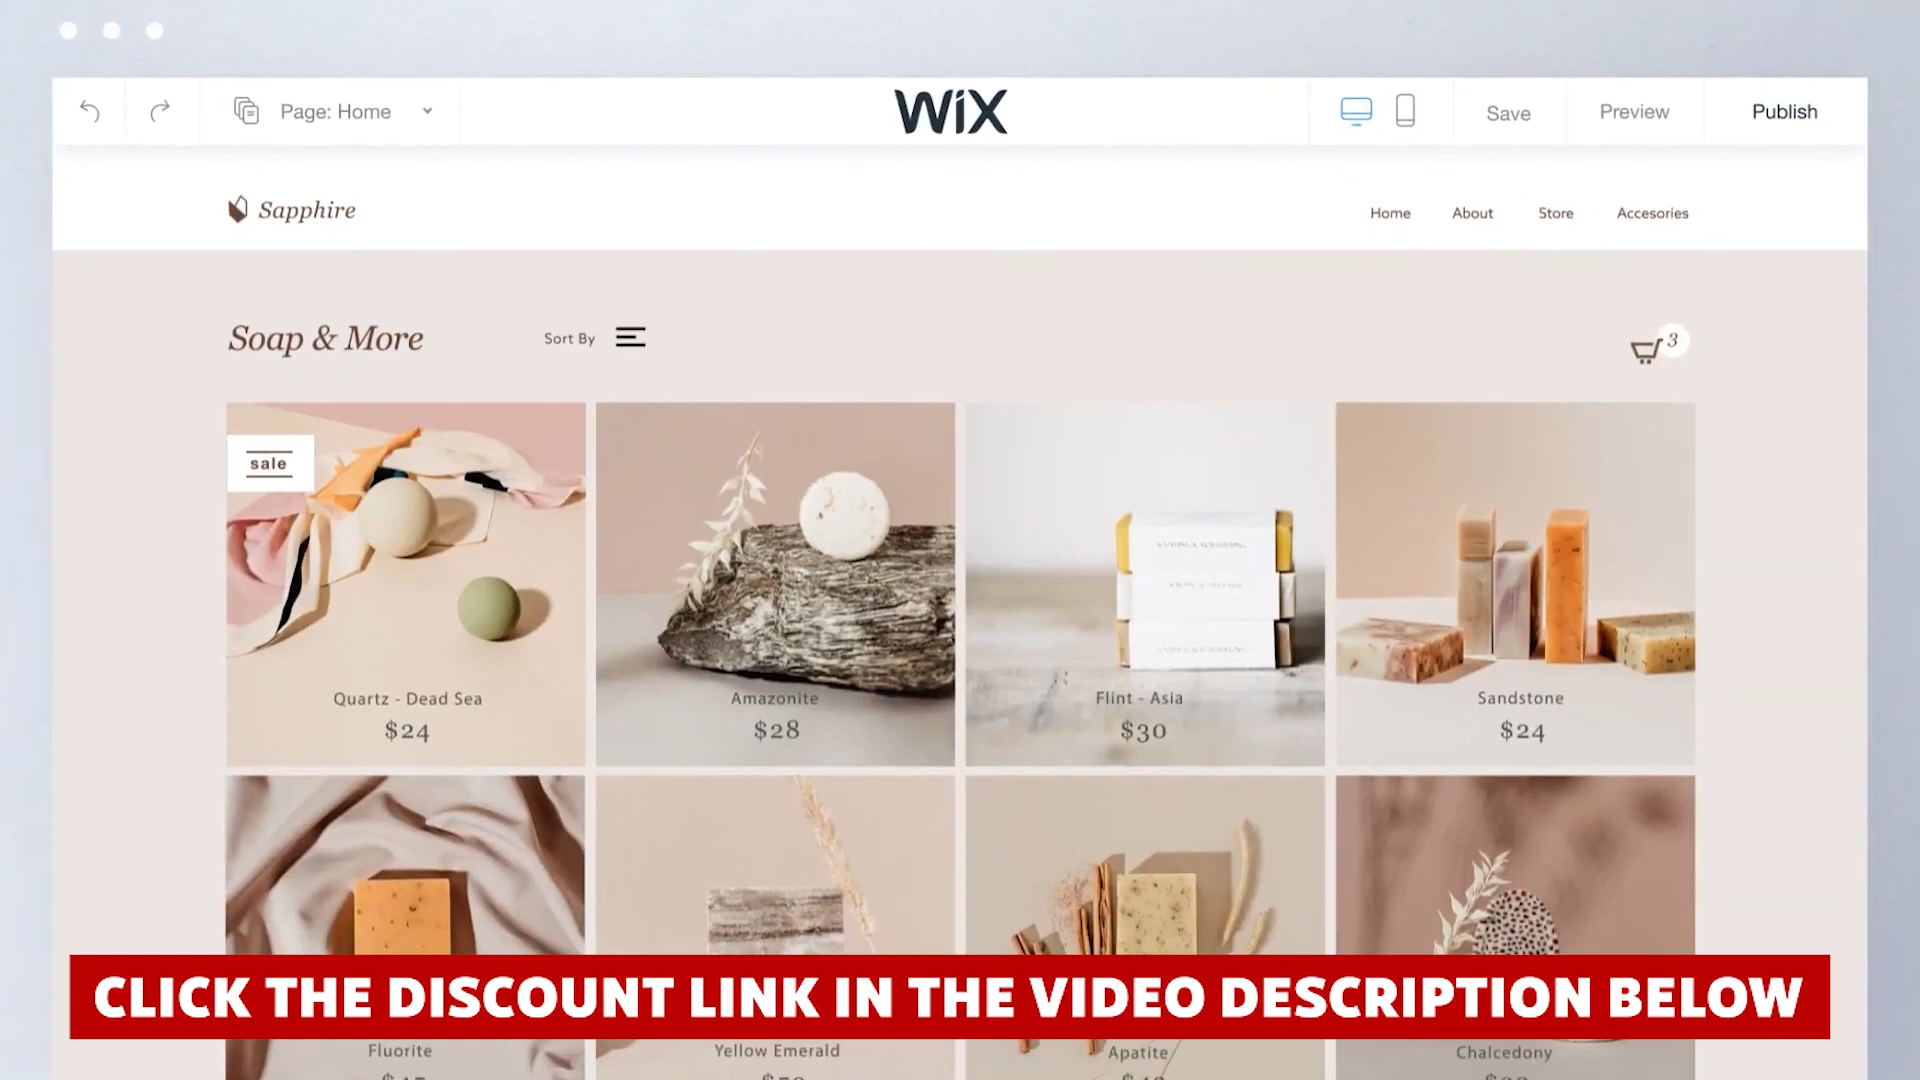 Page: Home
WiX
Save
Preview
Publish
Sapphire
Home
About
Store
Accesories
Soap & More
Sort By
3
sale
Quartz - Dead Sea
$24
Amazonite
$28
Flint - Asia
$30
Sandstone
$24
CLICK THE DISCOUNT LINK IN THE VIDEO DESCRIPTION BELOW
Fluorite
Yellow Emerald
Apatite
Chalcedony